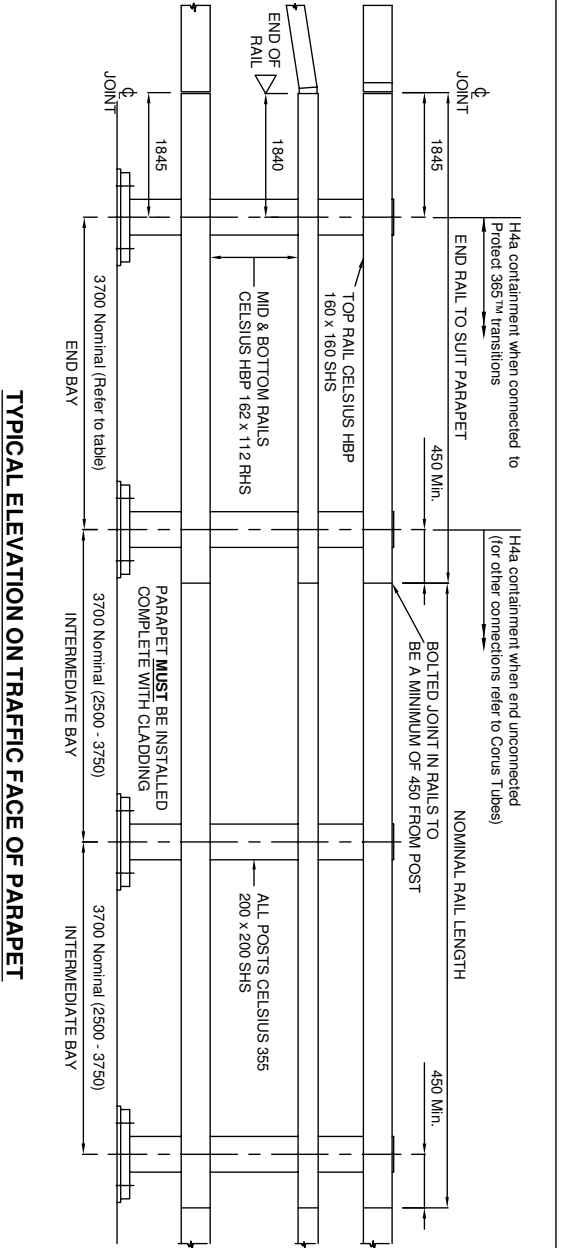 H4a containment when connected to
Protect 365™ transitions
H4a containment when end unconnected
(for other connections refer to Corus Tubes)
℄
JOINT
END RAIL TO SUIT PARAPET
NOMINAL RAIL LENGTH
1845
450 Min.
450 Min.
BOLTED JOINT IN RAILS TO
BE A MINIMUM OF 450 FROM POST
TOP RAIL CELSIUS HBP
160 x 160 SHS
END OF
RAIL
1840
MID & BOTTOM RAILS
CELSIUS HBP 162 x 112 RHS
ALL POSTS CELSIUS 355
200 x 200 SHS
1845
℄
JOINT
PARAPET MUST BE INSTALLED
COMPLETE WITH CLADDING
3700 Nominal (Refer to table)
END BAY
3700 Nominal (2500 - 3750)
INTERMEDIATE BAY
3700 Nominal (2500 - 3750)
INTERMEDIATE BAY
TYPICAL ELEVATION ON TRAFFIC FACE OF PARAPET